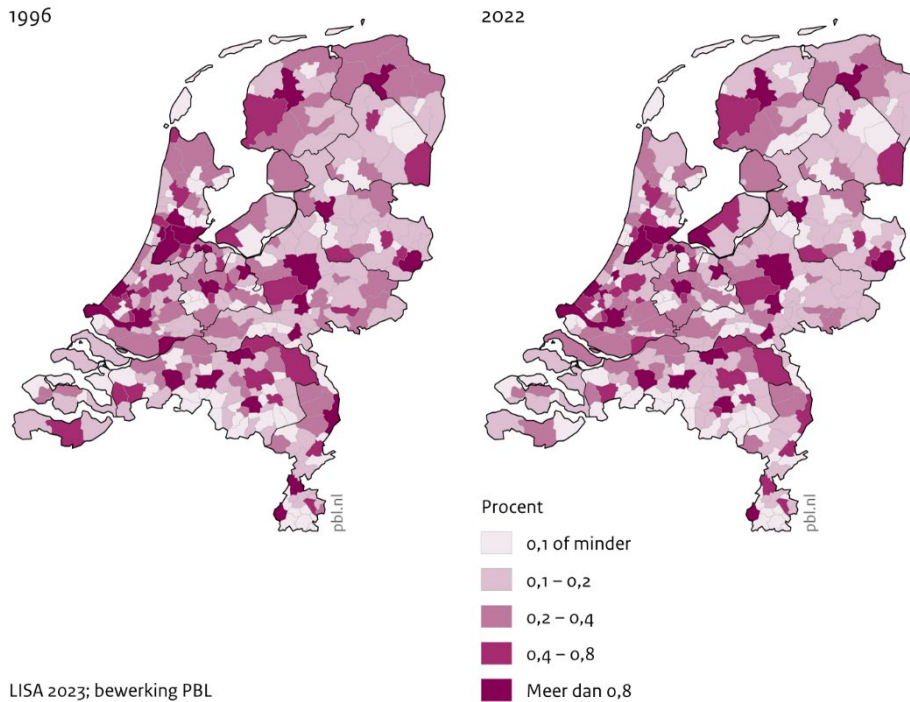 1996
2022
pbl.nl
pbl.nl
Procent
0,1 of minder
0,1 – 0,2
0,2 – 0,4
0,4 – 0,8
Meer dan 0,8
LISA 2023; bewerking PBL